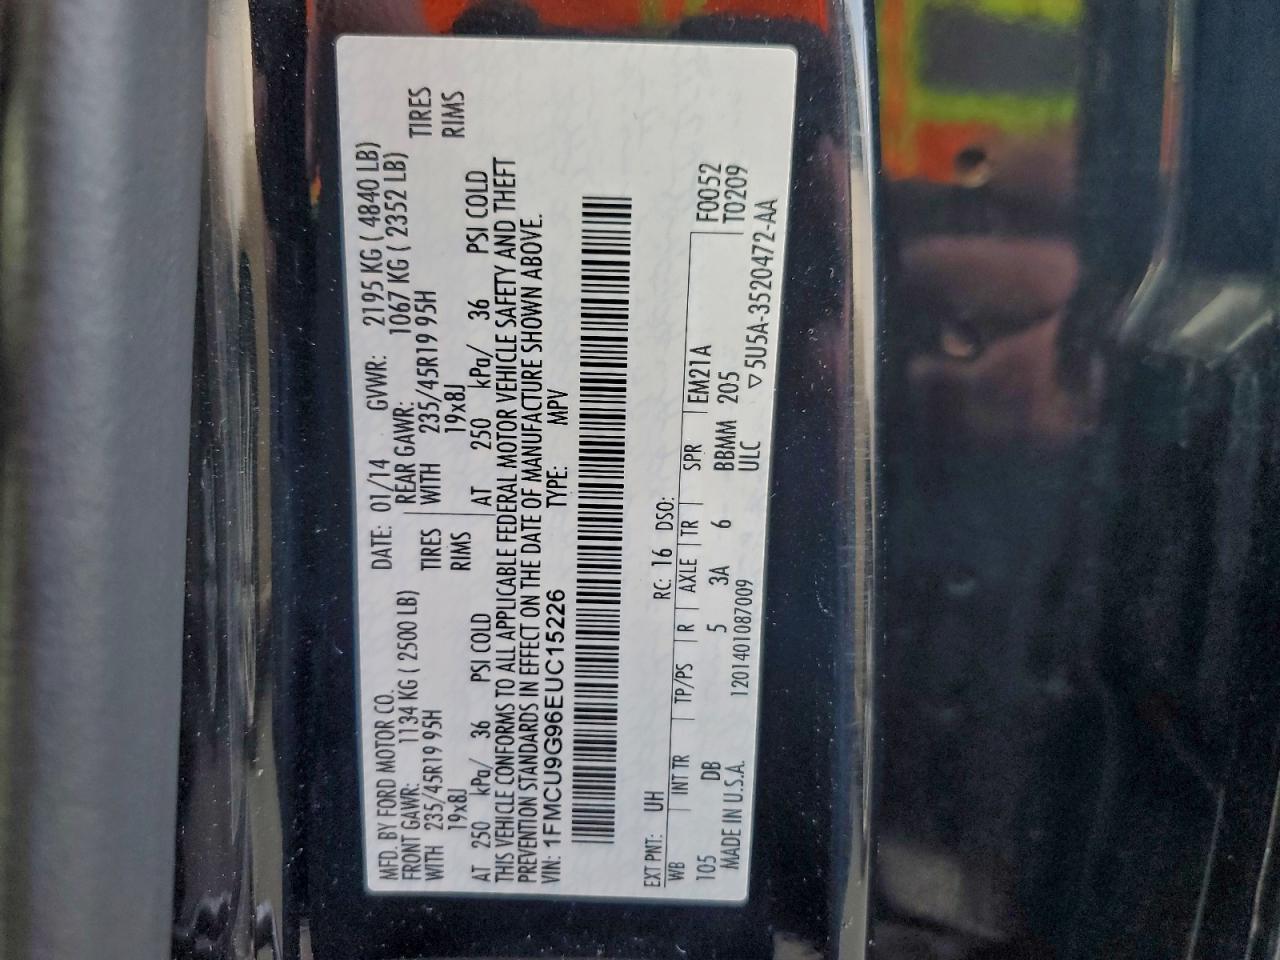 MFD. BY FORD MOTOR CO. DATE: 01/14 GVWR: 2195 KG ( 4840 LB)
FRONT GAWR: 1134 KG ( 2500 LB) REAR GAWR: 1067 KG ( 2352 LB)
WITH 235/45R19 95H TIRES WITH 235/45R19 95H TIRES
19x8J RIMS 19x8J RIMS
AT 250 kPa/ 36 PSI COLD AT 250 kPa/ 36 PSI COLD
THIS VEHICLE CONFORMS TO ALL APPLICABLE FEDERAL MOTOR VEHICLE SAFETY AND THEFT
PREVENTION STANDARDS IN EFFECT ON THE DATE OF MANUFACTURE SHOWN ABOVE.
VIN: 1FMCU9G96EUC15226 TYPE: MPV
EXT PNT: UH RC: 16 DSO:
WB INT TR TP/PS R AXLE TR SPR EM21A F0052
105 DB 5 3A 6 BBMM 205 T0209
MADE IN U.S.A. 1201401087009 ULC ▽5U5A-3520472-AA